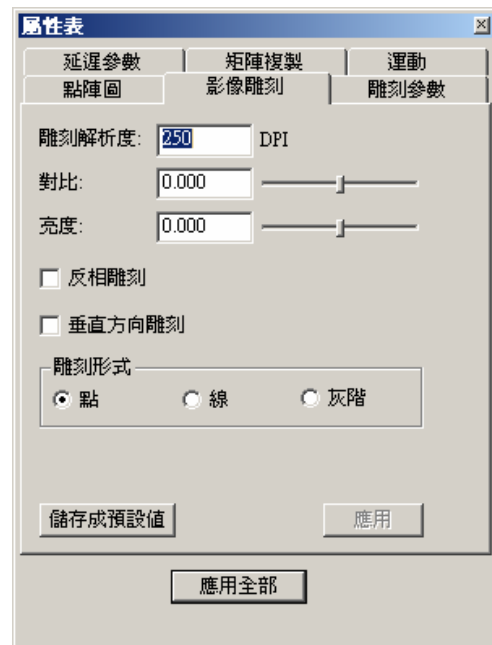 屬性表
延遲參數 矩陣複製 運動
點陣圖 影像雕刻 雕刻參數
雕刻解析度: 250 DPI
對比: 0.000
亮度: 0.000
反相雕刻
垂直方向雕刻
雕刻形式
點 線 灰階
儲存成預設值 應用
應用全部